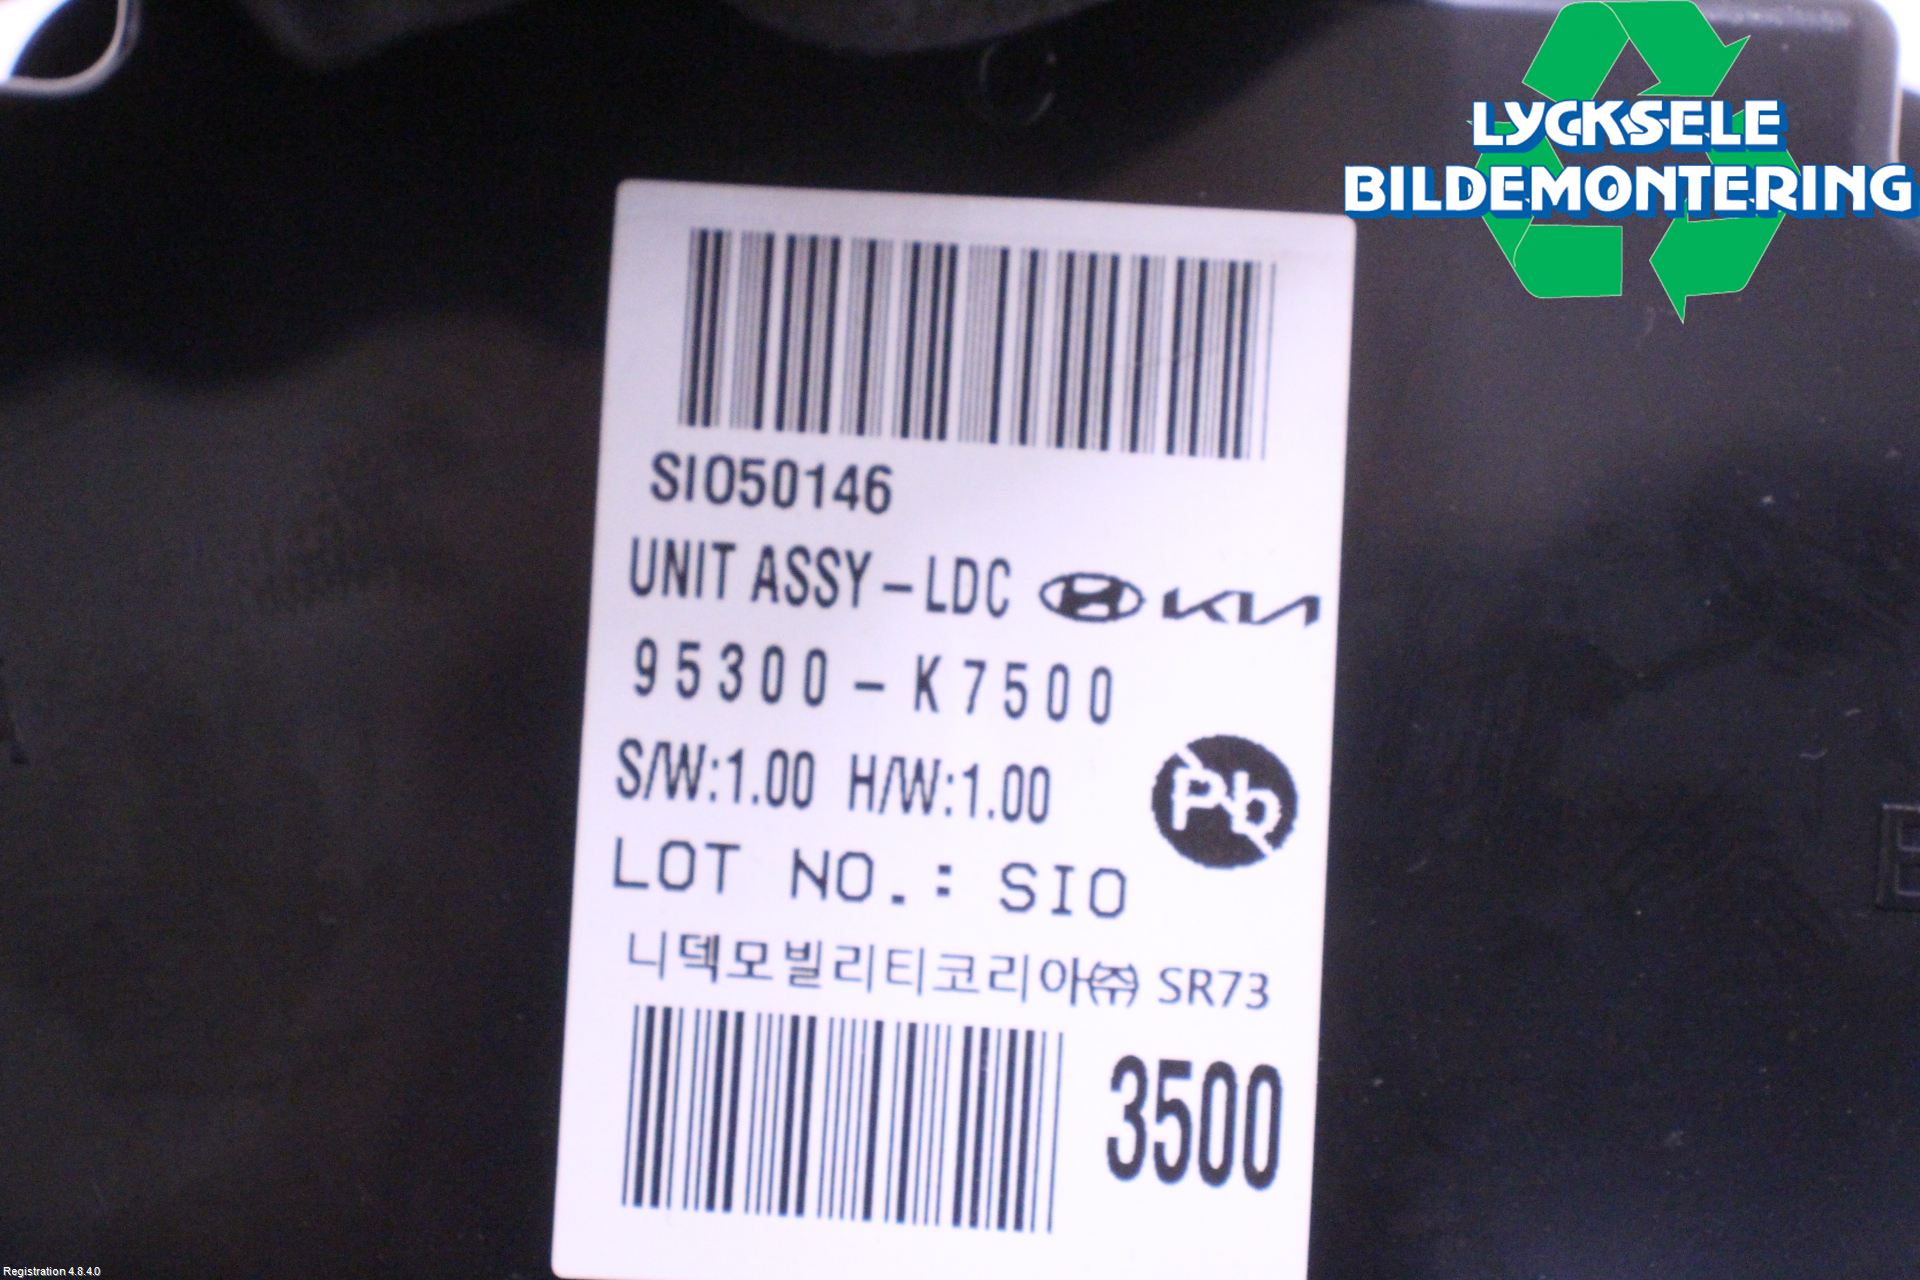 LYCKSELE
BILDEMONTERING
SIO50146
UNIT ASSY-LDC KIA
95300-K7500
S/W:1.00 H/W:1.00
Pb
LOT NO.: SIO
니덱모빌리티코리아㈜ SR73
3500
Registration 4.8.4.0